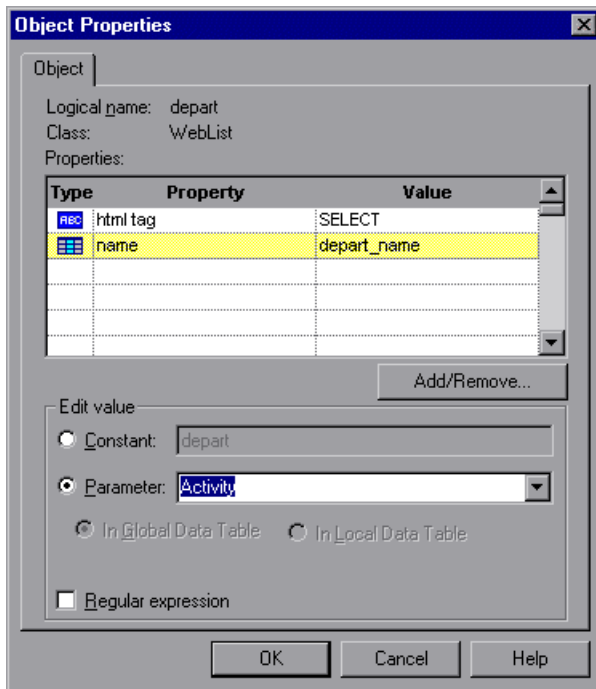 Object Properties
Object
Logical name: depart
Class: WebList
Properties:
Type Property Value
ABC html tag SELECT
name depart_name
Add/Remove...
Edit value
Constant: depart
Parameter: Activity
In Global Data Table In Local Data Table
Regular expression
OK Cancel Help